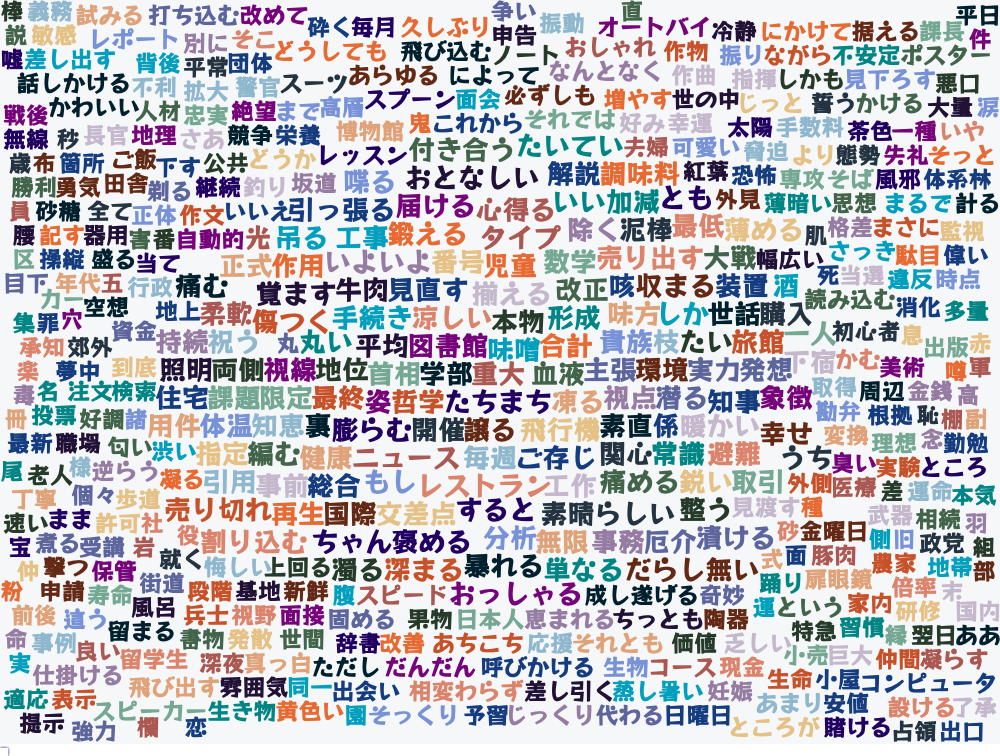 棒 義務 試みる 打ち込む 改めて 砕く 毎月 久しぶり 争い 申告 振動 直 オートバイ 冷静 にかけて 据える 課長 平日 件
説 敏感 レポート 別に そこ どうしても 飛び込む ノート おしゃれ 作物 振り ながら 不安定 ポスター
嘘 差し出す 背後 平常 団体 スーツ あらゆる によって なんとなく 作曲 指揮 しかも 見下ろす 悪口
話しかける 不利 拡大 警官 スプーン 面会 必ずしも 増やす 世の中 じっと 誓う かける 大量 涙
戦後 かわいい 人材 忠実 絶望 まで 高層 鬼 これから それでは 好み 幸運 太陽 手数料 茶色 一種 いや
無線 秒 長官 地理 さあ 競争 栄養 博物館 付き合う たいてい 夫婦 可愛い 脅迫 より 態勢 失礼 そっと
歳 布 箇所 ご飯 下す 公共 どうか レッスン おとなしい 解説 調味料 紅葉 恐怖 専攻 そば 風邪 体系 林
勝利 勇気 田舎 剃る 継続 釣り 坂道 喋る 届ける 心得る いい加減 とも 外見 薄暗い 思想 まるで 計る
員 砂糖 全て 正体 作文 いいえ 引っ張る タイプ 除く 泥棒 最低 薄める 肌 格差 まさに 監視
腰 記す 器用 害 番 自動的 光 吊る 工事 鍛える 数学 売り出す 大戦 幅広い さっき 駄目 偉い
区 操縦 盛る 当て 正式 作用 いよいよ 番号 児童 改正 咳 収まる 装置 酒 死 当選 違反 時点
目下 年代 五 行政 痛む 覚ます 牛肉 見直す 揃える 味方 しか 世話 購入 読み込む 消化 多量
カー 空想 地上 柔軟 傷つく 手続き 涼しい 本物 形成 貴族 枝 たい 旅館 一人 初心者 息 出版 赤
集 罪 穴 資金 持続 祝う 丸 丸い 平均 図書館 味噌 合計 下宿 かむ 美術 噂 軍
承知 郊外 到底 照明 両側 視線 地位 首相 学部 重大 血液 主張 環境 実力 発想
楽 夢中 注文 検索 住宅 課題 限定 最終 姿 哲学 たちまち 凍る 視点 潜る 知事 象徴 取得 周辺 金銭 高
毒 名 投票 好調 諸 用件 体温 知恵 裏 膨らむ 開催 譲る 飛行機 素直 係 暖かい 幸せ 勧弁 根拠 恥 棚 副
冊 最新 職場 匂い 渋い 指定 編む 健康 ニュース 毎週 ご存じ 関心 常識 避難 うち 変換 理想 念 勤勉
尾 老人 様 逆らう 凝る 引用 事前 総合 もし レストラン 工作 痛める 鋭い 取引 臭い 実験 ところ
丁寧 個々 歩道 売り切れ 再生 国際 交差点 すると 素晴らしい 整う 見渡す 種 外側 医療 差 運命 本気
速い まま 許可 社 役 割り込む ちゃん 褒める 分析 無限 事務 厄介 漬ける 砂 金曜日 武器 相続 羽
宝 煮る 受講 岩 就く 悔しい 上回る 濁る 深まる 暴れる 単なる だらし無い 式 面 豚肉 側 旧 政党 組
仲 撃つ 保管 街道 段階 基地 新鮮 腹 スピード おっしゃる 成し遂げる 奇妙 踊り 扉 眼鏡 農家 地帯 部
粉 申請 寿命 風呂 兵士 視野 面接 固める 果物 日本人 恵まれる ちっとも 陶器 運 という 家内 倍率 末
前後 這う 留まる 書物 発散 世間 辞書 改善 あちこち 応援 それとも 価値 乏しい 特急 習慣 研修 国内
命 事例 良い 留学生 深夜 真っ白 ただし だんだん 呼びかける 生物 コース 現金 小売 巨大 縁 翌日 ああ
実 仕掛ける 飛び出す 雰囲気 同一 出会い 相変わらず 差し引く 蒸し暑い 妊娠 生命 小屋 仲間 凝らす コンピュータ
適応 表示 スピーカー 生き物 黄色い 園 そっくり 予習 じっくり 代わる 日曜日 あまり 安値 設ける 了承
提示 強力 欄 恋 ところが 賭ける 占領 出口